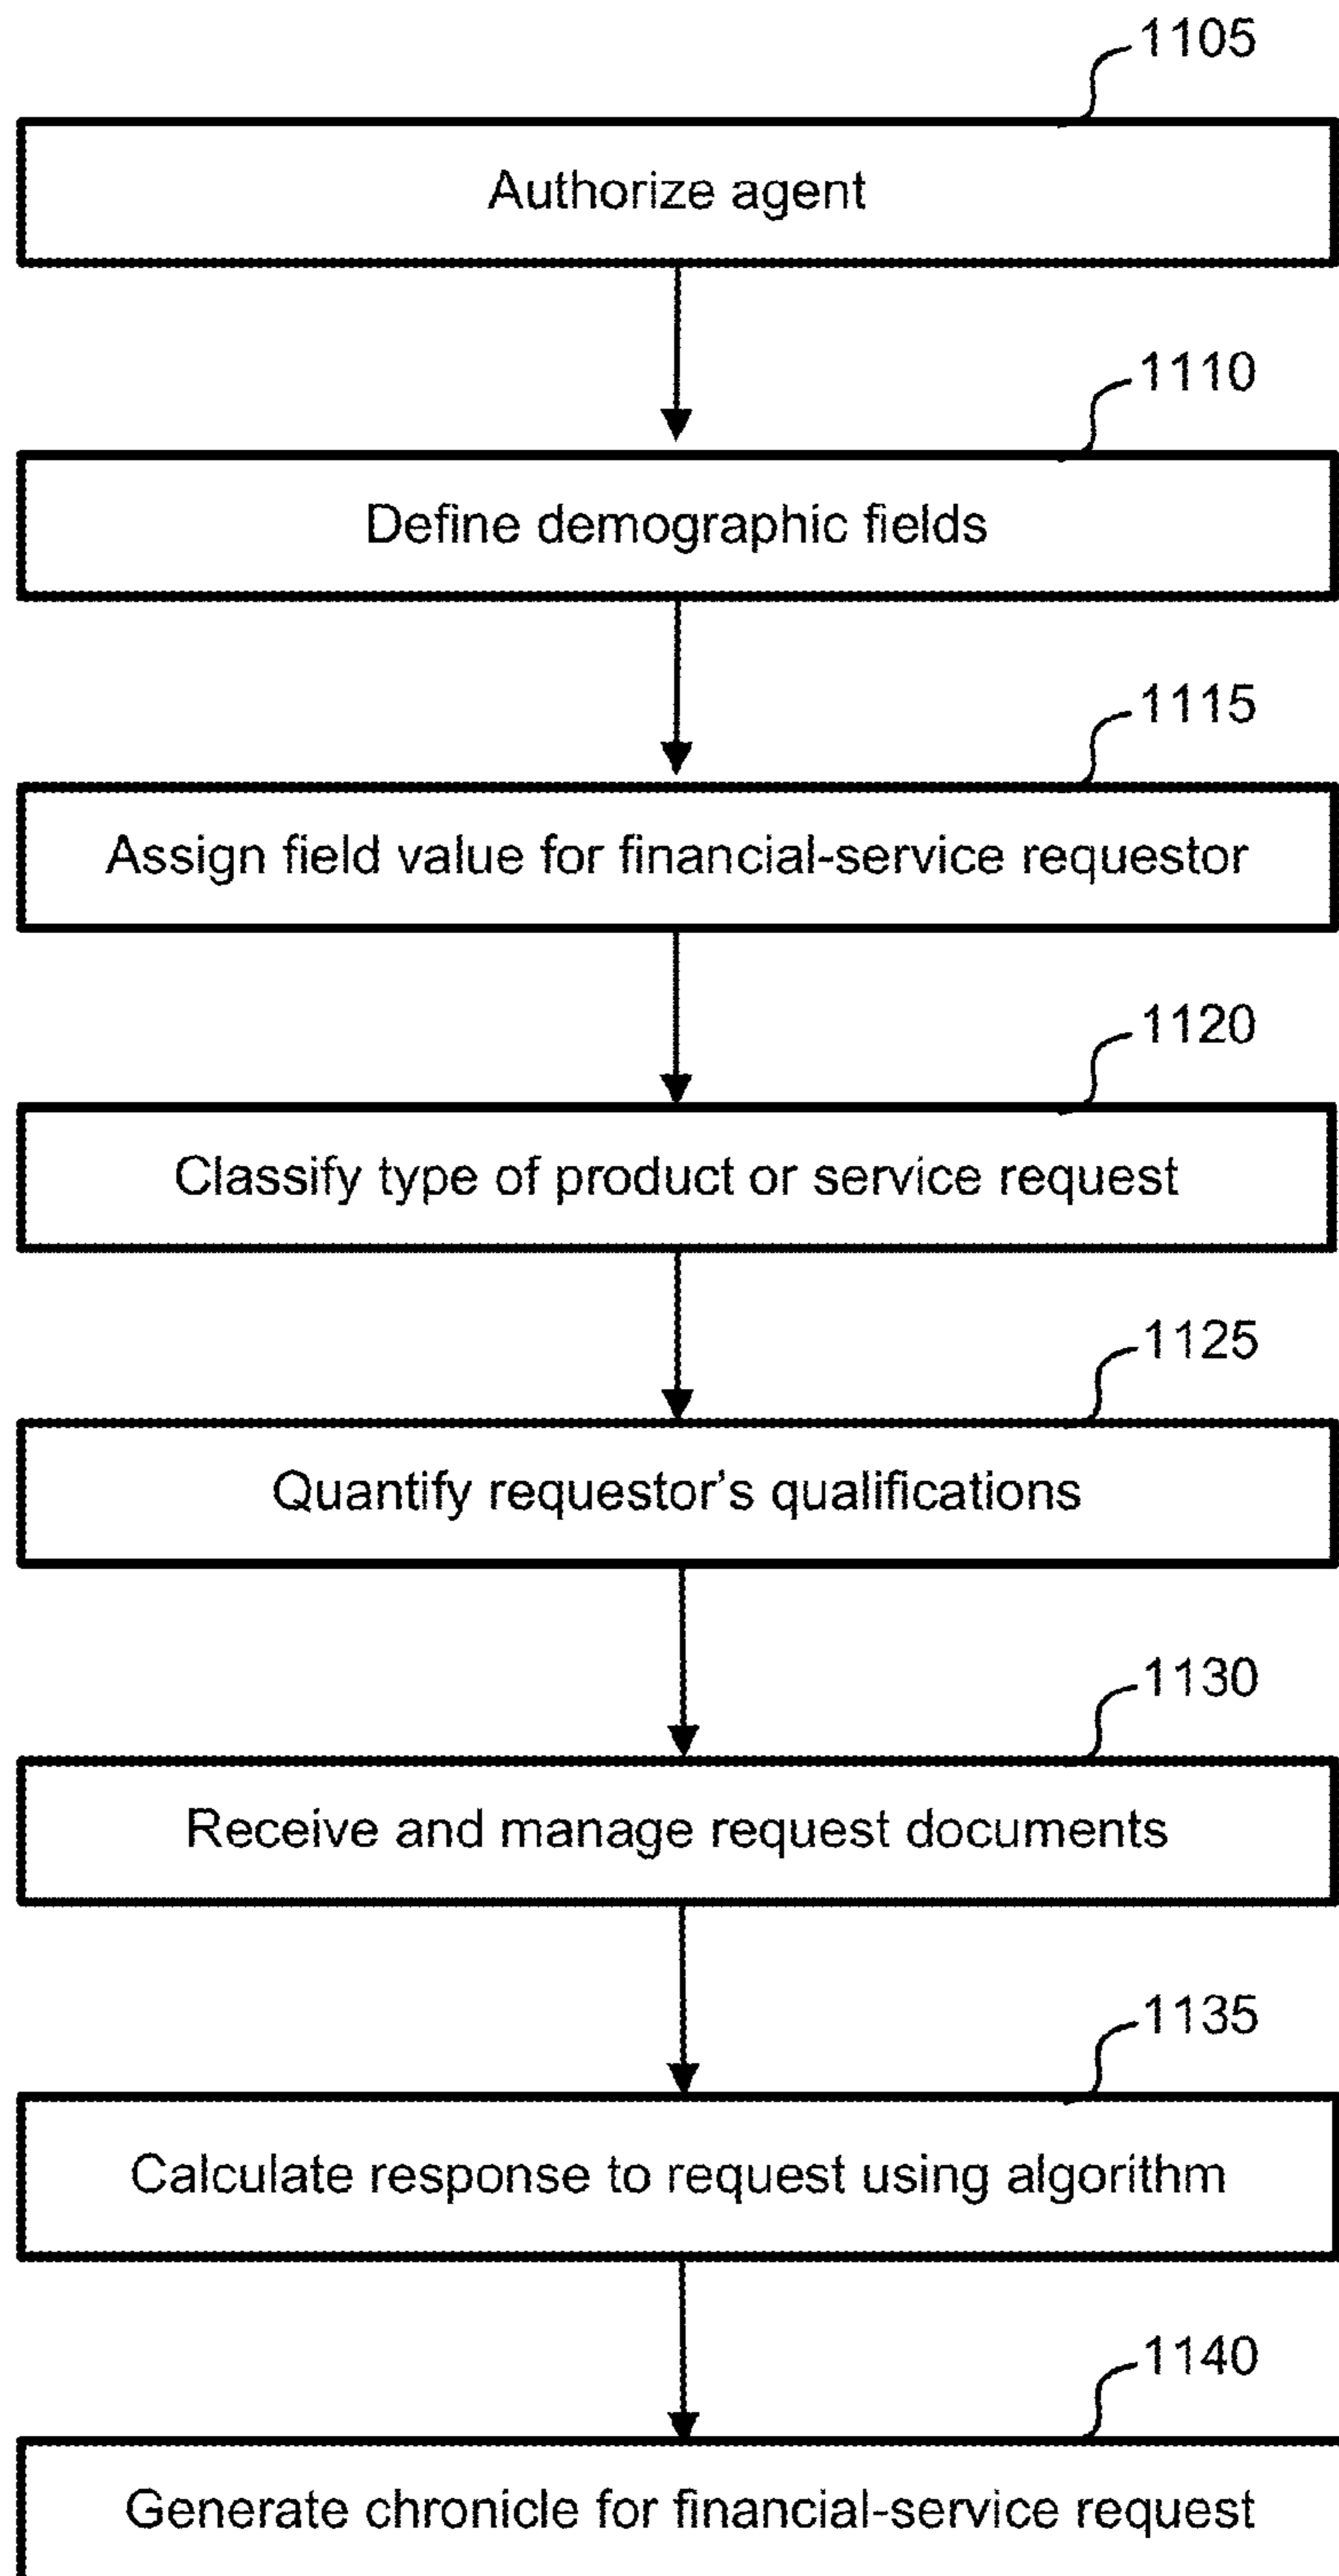 1105
Authorize agent
1110
Define demographic fields
1115
Assign field value for financial-service requestor
1120
Classify type of product or service request
1125
Quantify requestor’s qualifications
1130
Receive and manage request documents
1135
Calculate response to request using algorithm
1140
Generate chronicle for financial-service request